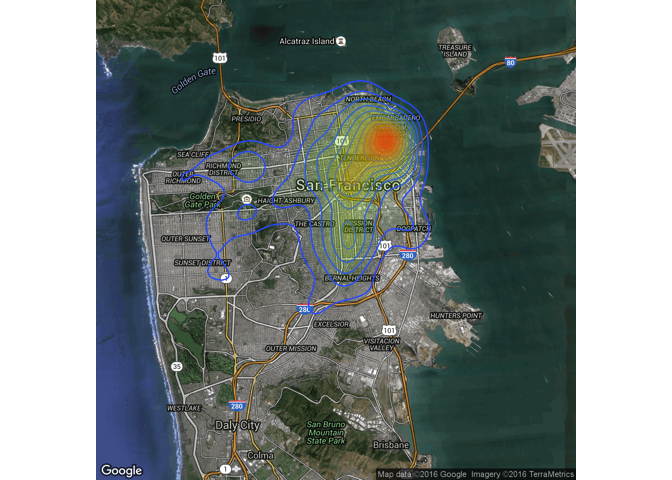 Alcatraz Island
TREASURE
ISLAND
101
80
Golden Gate
NORTH BEACH
PRESIDIO
EMBARCADERO
101
SEA CLIFF
TENDERLOIN
RICHMOND
DISTRICT
OUTER
RICHMOND
San Francisco
Golden
Gate Park
HAIGHT-ASHBURY
THE CASTRO
MISSION
DISTRICT
DOGPATCH
OUTER SUNSET
101
280
SUNSET DISTRICT
1
BERNAL HEIGHTS
280
HUNTERS POINT
EXCELSIOR
101
VISITACION
VALLEY
OUTER MISSION
35
280
WESTLAKE
Daly City
San Bruno
Mountain
State Park
Brisbane
Colma
1
Google
Map data ©2016 Google Imagery ©2016 TerraMetrics